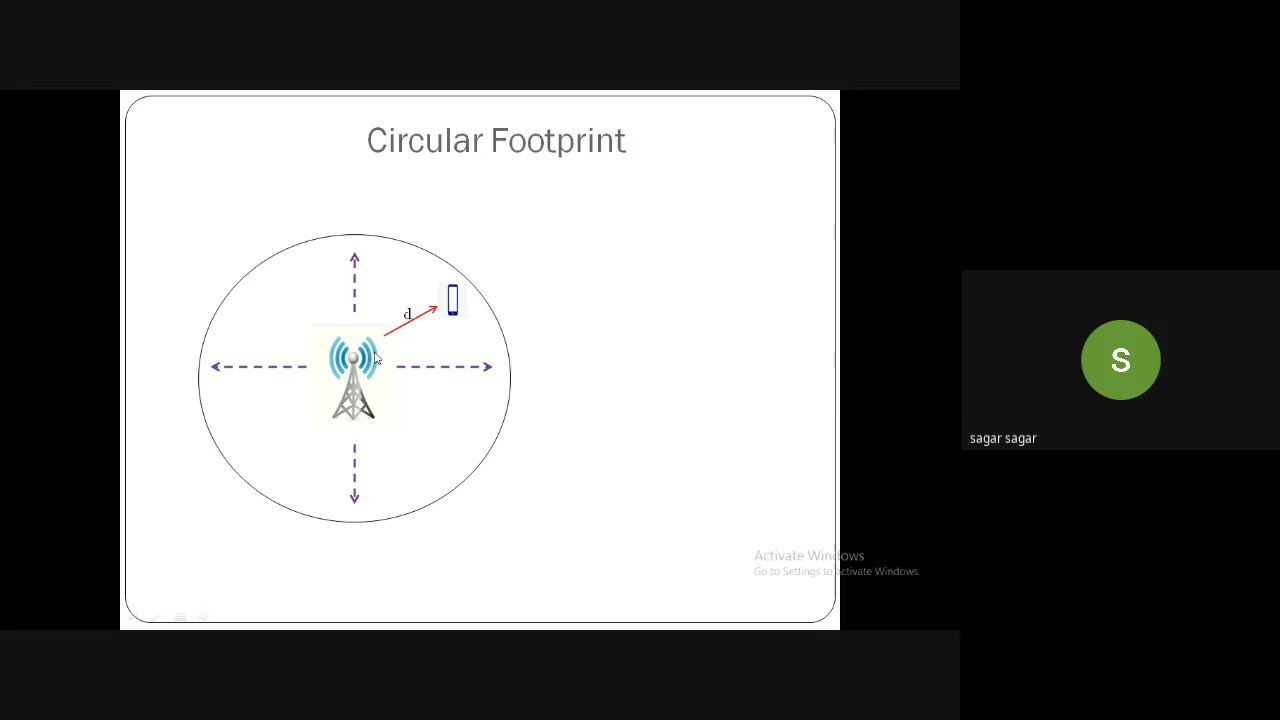 Circular Footprint
d
S
sagar sagar
Activate Windows
Go to Settings to Activate Windows.